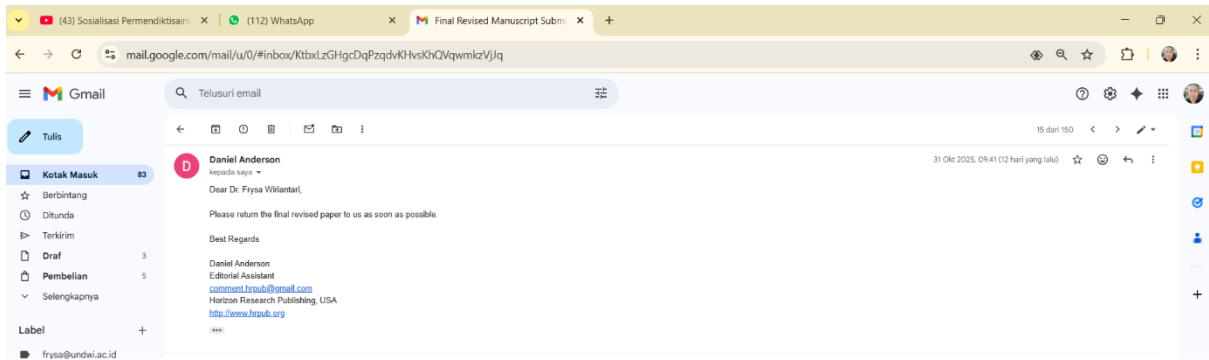 (43) Sosialisasi Permendiktisaint
(112) WhatsApp
Final Revised Manuscript Submi
mail.google.com/mail/u/0/#inbox/KtbxLzGHgcDqPzqdvKHvsKhQVqwmkzVjJq
Gmail
Telusuri email
Tulis
15 dari 150
Kotak Masuk 83
Berbintang
Ditunda
Terkirim
Draf 3
Pembelian 5
Selengkapnya
Label
frysa@undwi.ac.id
D
Daniel Anderson
31 Okt 2025, 09.41 (12 hari yang lalu)
kepada saya
Dear Dr. Frysa Wiriantari,
Please return the final revised paper to us as soon as possible.
Best Regards
Daniel Anderson
Editorial Assistant
comment.hrpub@gmail.com
Horizon Research Publishing, USA
http://www.hrpub.org